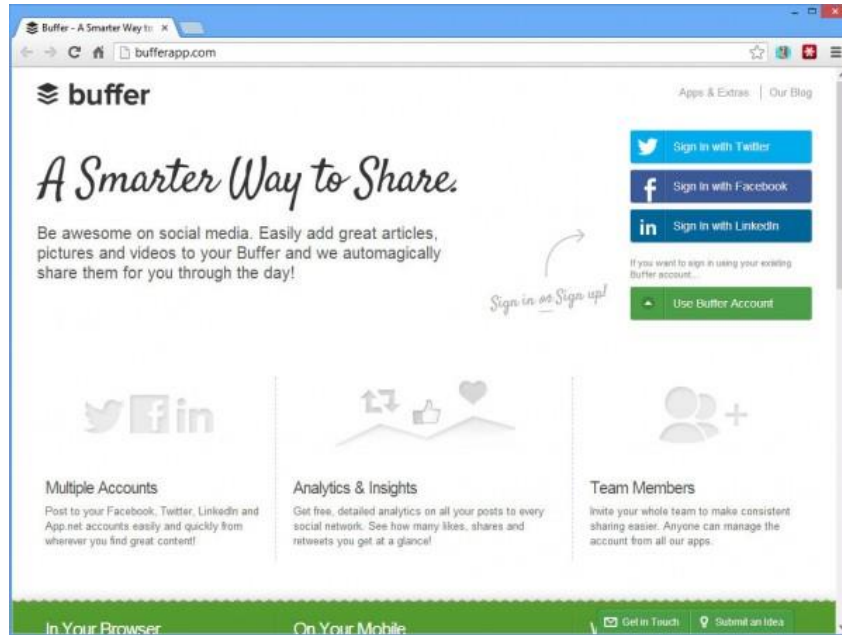 Buffer - A Smarter Way to
bufferapp.com
buffer
Apps & Extras | Our Blog
A Smarter Way to Share.
Be awesome on social media. Easily add great articles,
pictures and videos to your Buffer and we automagically
share them for you through the day!
Sign in or Sign up!
Sign In with Twitter
Sign In with Facebook
in Sign In with LinkedIn
If you want to sign in using your existing
Buffer account...
Use Buffer Account
in
Multiple Accounts
Post to your Facebook, Twitter, LinkedIn and
App.net accounts easily and quickly from
wherever you find great content!
Analytics & Insights
Get free, detailed analytics on all your posts to every
social network. See how many likes, shares and
retweets you get at a glance!
Team Members
Invite your whole team to make consistent
sharing easier. Anyone can manage the
account from all our apps.
In Your Browser
On Your Mobile
Get in Touch
Submit an Idea